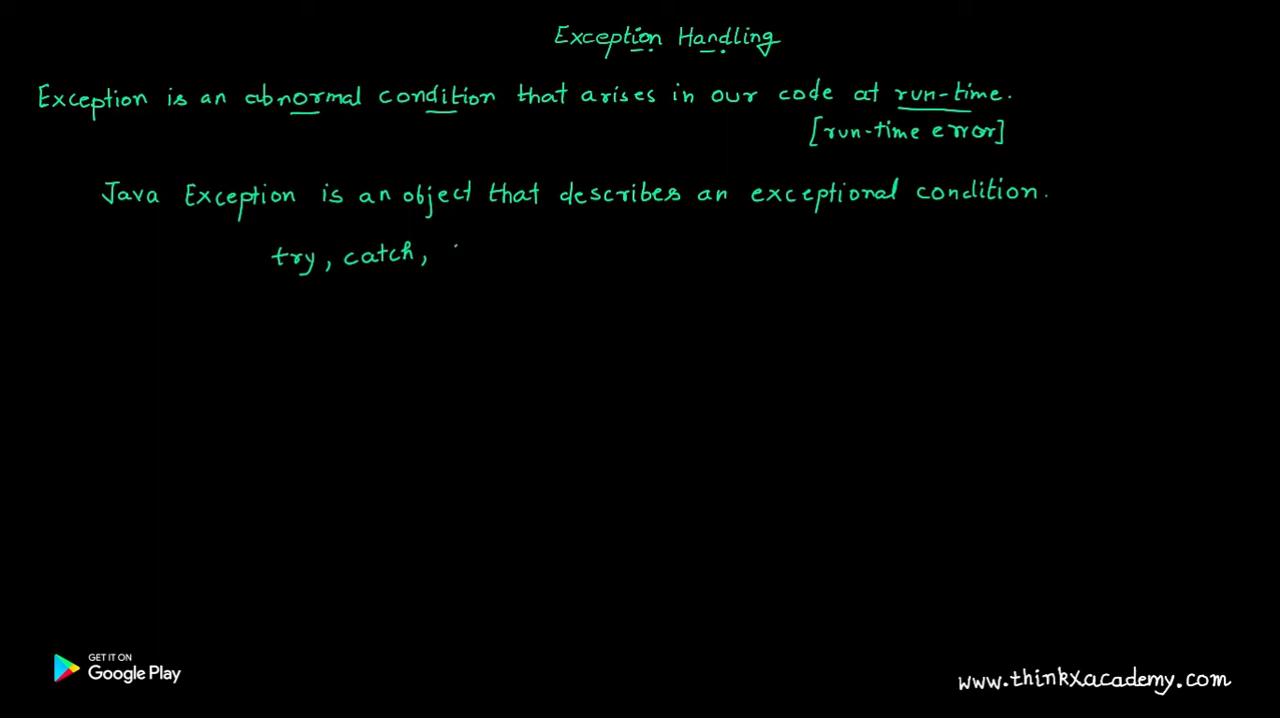 Exception Handling
Exception is an abnormal condition that arises in our code at run-time.
[run-time error]
Java Exception is an object that describes an exceptional condition.
try, catch,
GET IT ON
Google Play
www.thinkxacademy.com